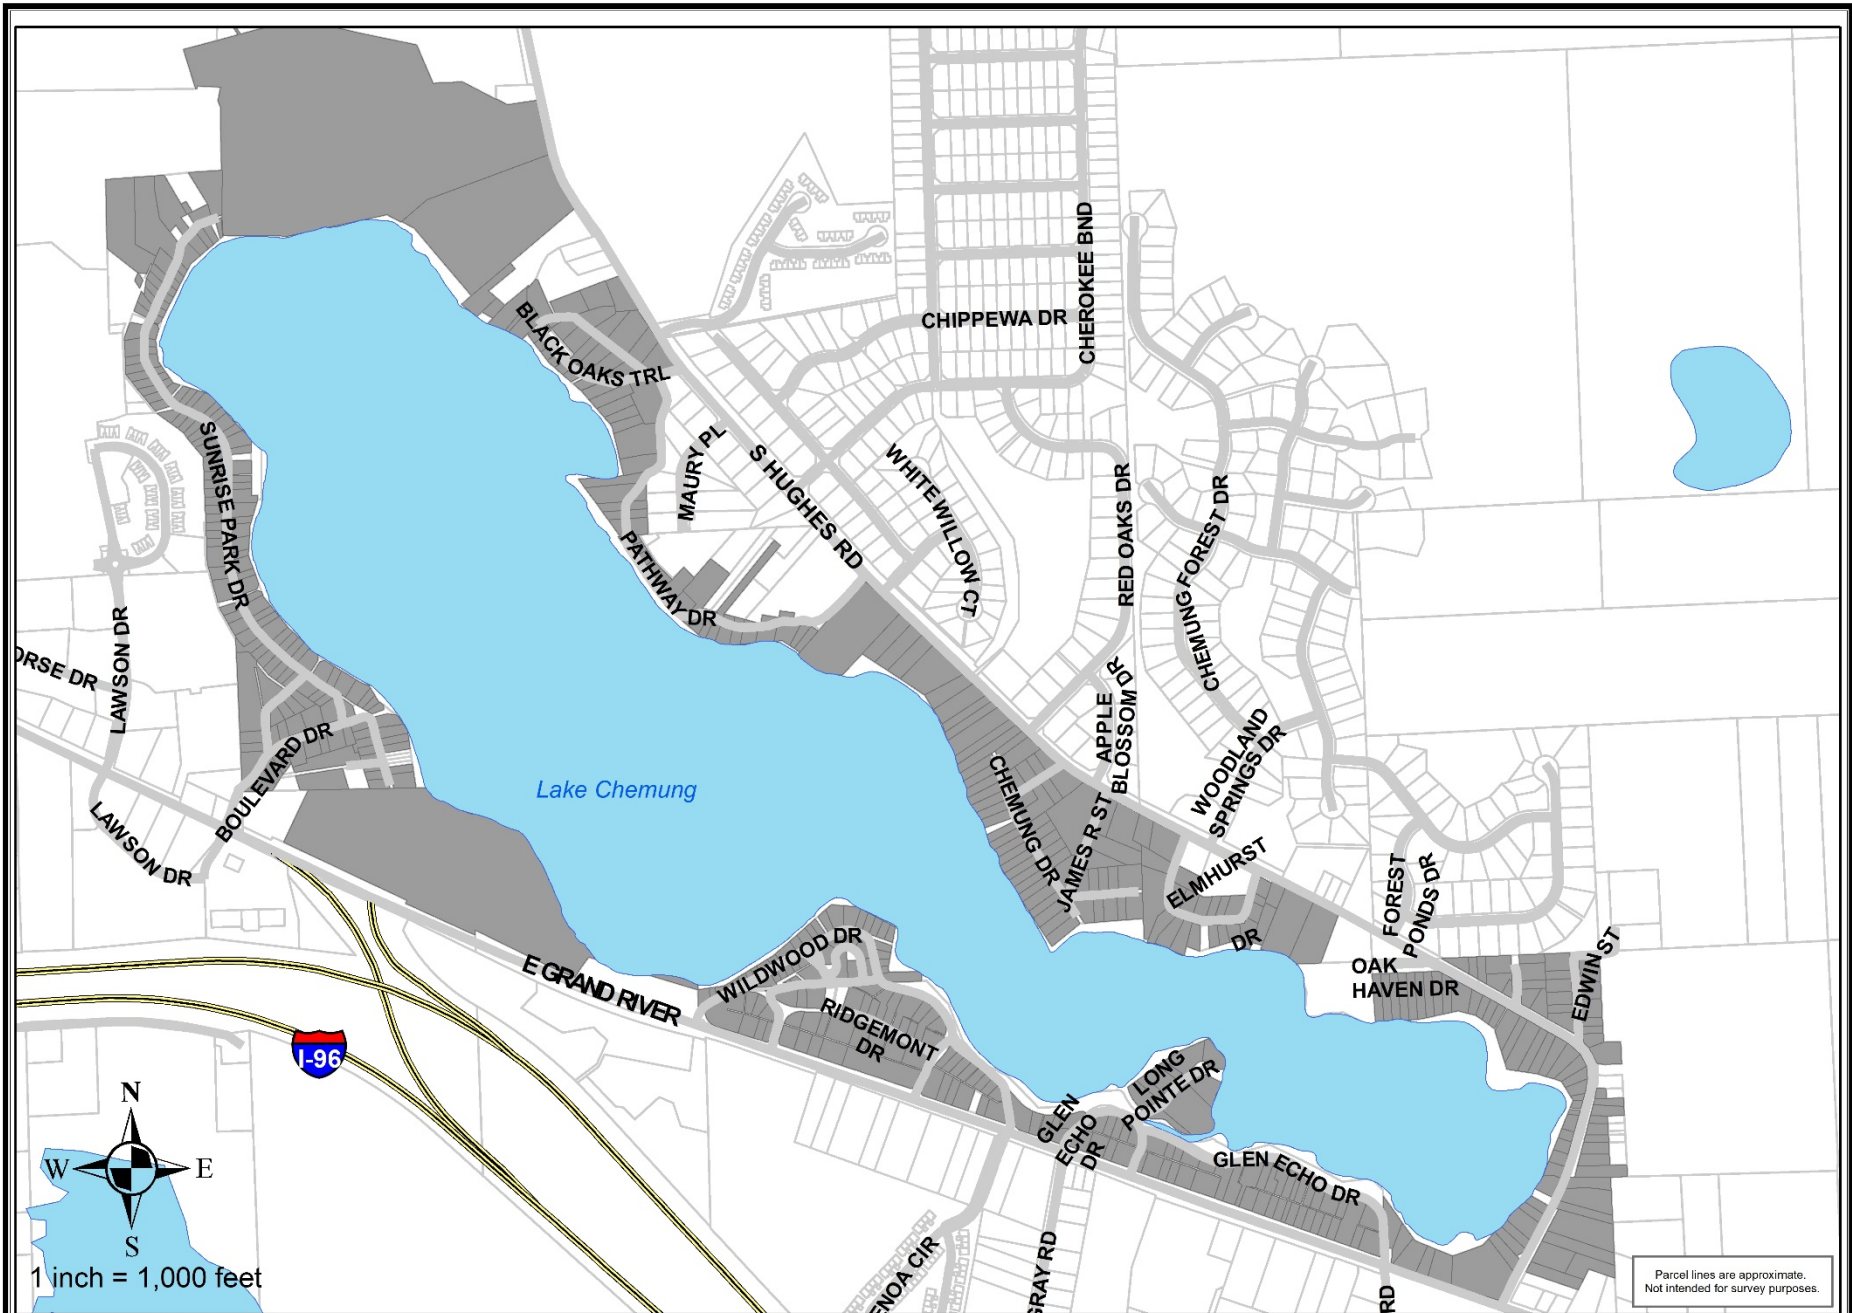 CHEROKEE BND
CHIPPEWA DR
BLACK OAKS TRL
SUNRISE PARK DR
MAURY PL
S HUGHES RD
WHITEWILLOW CT
RED OAKS DR
CHEMUNG FOREST DR
PATHWAY DR
LAWSON DR
ORSE DR
APPLE
BLOSSOM DR
WOODLAND
SPRINGS DR
BOULEVARD DR
Lake Chemung
CHEMUNG DR
JAMES R ST
LAWSON DR
ELMHURST
DR
FOREST
PONDS DR
EDWIN ST
OAK
HAVEN DR
WILDWOOD DR
E GRAND RIVER
RIDGEMONT
DR
I-96
LONG
POINTE DR
GLEN
ECHO
DR
GLEN ECHO DR
N
W
E
S
1 inch = 1,000 feet
ENOA CIR
GRAY RD
RD
Parcel lines are approximate.
Not intended for survey purposes.